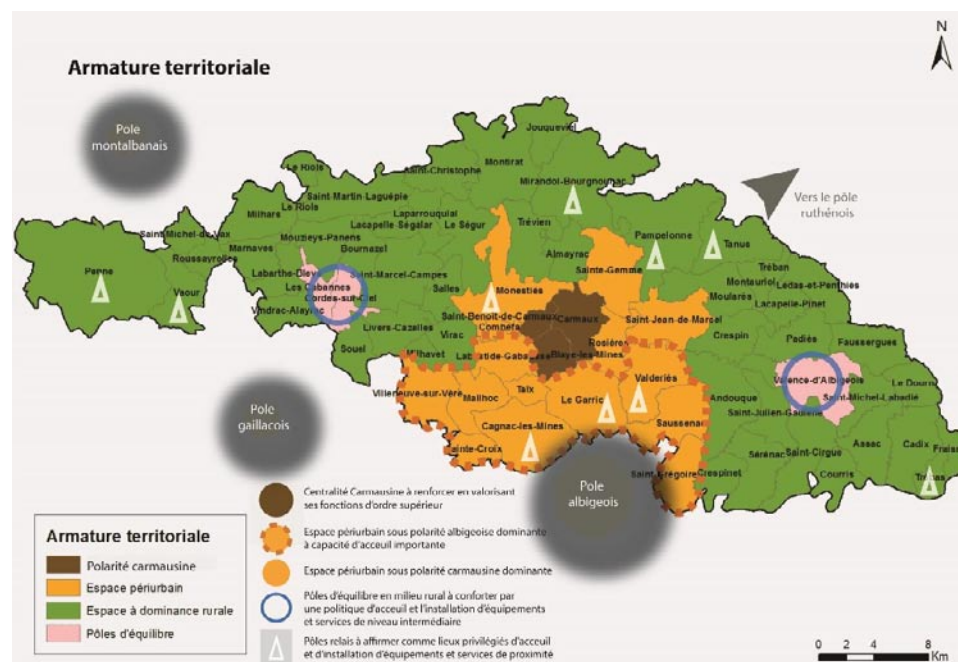 N
Armature territoriale
Pole
montalbanais
Vers le pôle
ruthénois
Jouqueviel
Montirat
Saint-Christophe
Mirandol-Bourgnounac
Le Riols
Saint-Martin-Laguépie
Le Riols
Milhars
Laparrouquial
Lacapelle-Ségalar
Le Ségur
Trévien
Pampelonne
Tanus
Saint-Michel-de-Vax
Mouzieys-Panens
Bournazel
Marnaves
Roussayrolles
Almayrac
Sainte-Gemme
Tréban
Montauriol
Lédas-et-Penthiès
Penne
Labarthe-Bleys
Saint-Marcel-Campes
Les Cabannes
Cordes-sur-Ciel
Salles
Monestiés
Moularès
Lacapelle-Pinet
Vaour
Vindrac-Alayrac
Saint-Benoît-de-Carmaux
Combefa
Carmaux
Saint-Jean-de-Marcel
Livers-Cazelles
Virac
Rosières
Crespin
Padiès
Faussergues
Souel
Milhavet
Labastide-Gabausse
Blaye-les-Mines
Valderiès
Valence-d'Albigeois
Le Dourn
Villeneuve-sur-Vère
Mailhoc
Taïx
Le Garric
Andouque
Saint-Michel-Labadié
Saint-Julien-Gaulène
Pole
gaillacois
Cagnac-les-Mines
Saussenac
Sainte-Croix
Assac
Cadix
Fraissines
Sérénac
Saint-Cirgue
Saint-Grégoire
Crespinet
Courris
Trébas
Pole
albigeois
Centralité Carmausine à renforcer en valorisant
ses fonctions d'ordre supérieur
Espace périurbain sous polarité albigeoise dominante
à capacité d'acceuil importante
Espace périurbain sous polarité carmausine dominante
Pôles d'équilibre en milieu rural à conforter par
une politique d'acceuil et l'installation d'équipements
et services de niveau intermédiaire
Pôles relais à affirmer comme lieux privilégiés d'acceuil
et d'installation d'équipements et services de proximité
Armature territoriale
Polarité carmausine
Espace périurbain
Espace à dominance rurale
Pôles d'équilibre
0 2 4 8
Km